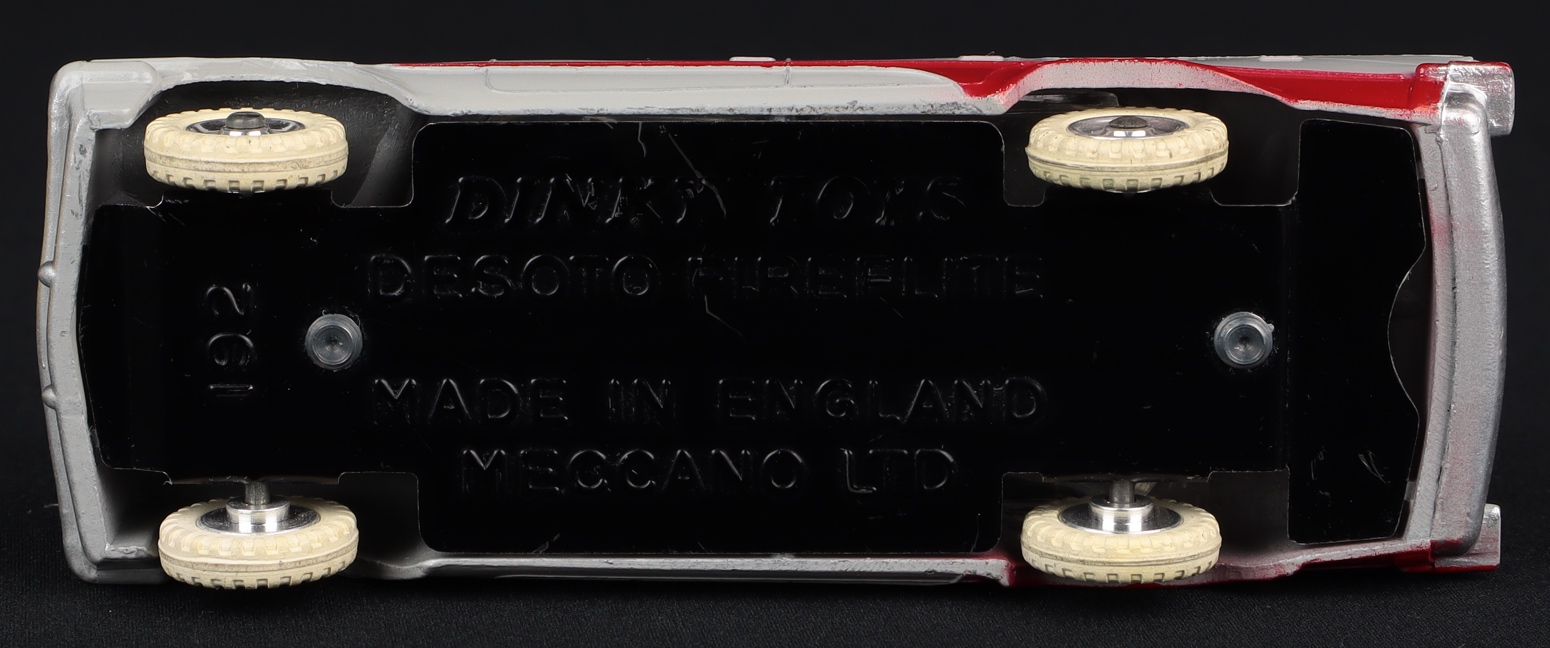 DINKY TOYS
DESOTO FIREFLITE
192
MADE IN ENGLAND
MECCANO LTD